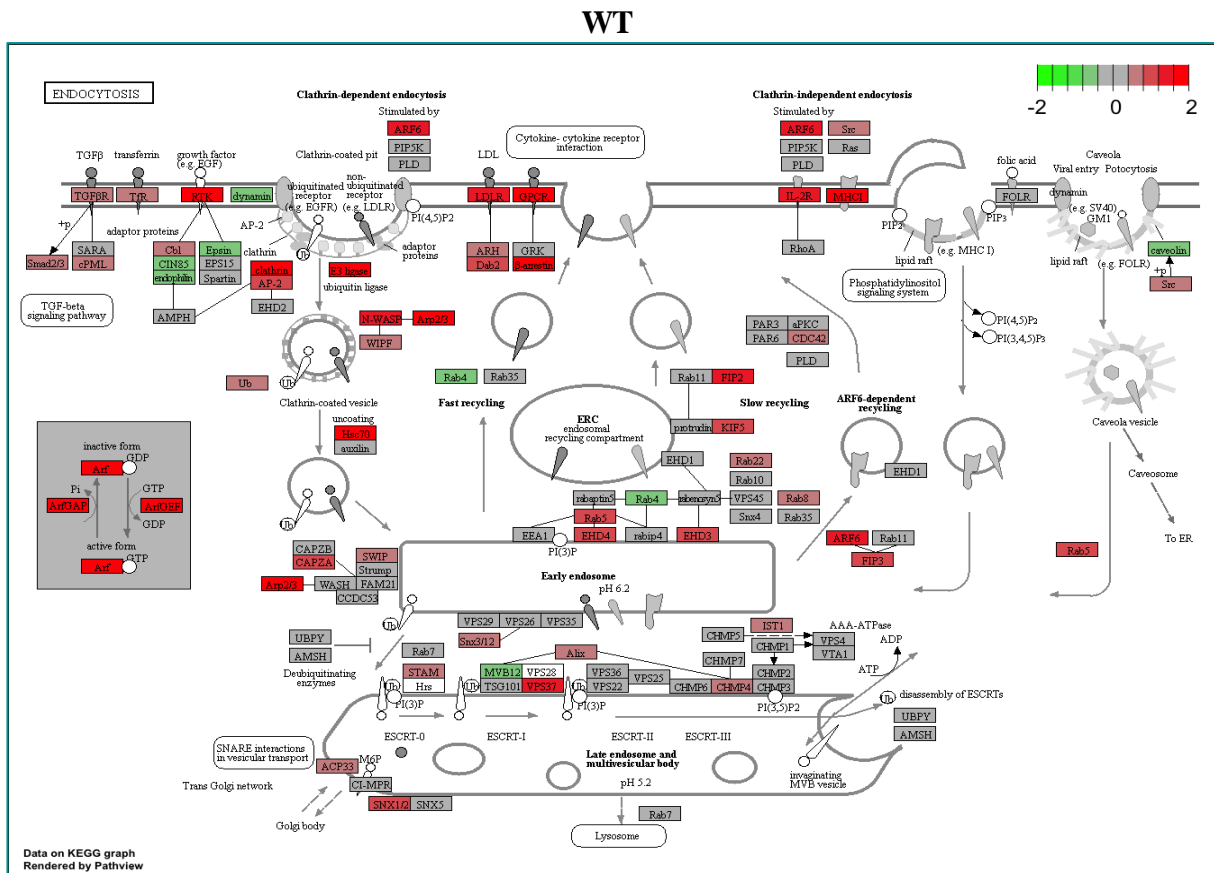 WT
ENDOCYTOSIS
-2 0 2
Clathrin-dependent endocytosis
Stimulated by
ARF6
PIP5K
PLD
Cytokine- cytokine receptor
interaction
Clathrin-independent endocytosis
Stimulated by
ARF6 Src
PIP5K Ras
PLD
TGFβ transferrin growth factor
(e.g. EGF)
Clathrin-coated pit
LDL
folic acid
Caveola
Viral entry Potocytosis
TGFβR TfR RTK dynamin
ubiquitinated
receptor
(e.g. EGFR)
non-
ubiquitinated
receptor
(e.g. LDLR)
LDLR GPCR
IL-2R MHCI
FOLR
dynamin
(e.g. SV40)
GM1
PI(4,5)P2
PIP2
PIP3
+p
adaptor proteins
AP-2
clathrin
Ub
adaptor
proteins
SARA
Smad2/3 cPML
Cbl Epsin
CIN85 EPS15
endophilin Spartin
clathrin
AP-2
EHD2
AMPH
E3 ligase
ubiquitin ligase
ARH GRK
Dab2 β-arrestin
RhoA
lipid raft
(e.g. MHC I)
lipid raft
(e.g. FOLR)
caveolin
+p
Src
TGF-beta
signaling pathway
Phosphatidylinositol
signaling system
N-WASP Arp2/3
WIPF
PAR3 aPKC
PAR6 CDC42
PLD
PI(4,5)P2
PI(3,4,5)P3
Ub
Ub
Clathrin-coated vesicle
Rab4 Rab35
Fast recycling
Rab11 FIP2
Slow recycling
protrudin KIF5
ARF6-dependent
recycling
Caveola vesicle
uncoating
Hsc70
auxilin
ERC
endosomal
recycling compartment
EHD1
Rab22
Rab10
EHD1
Caveosome
To ER
inactive form
GDP
Arf
Pi GTP
ArfGAP ArfGEF
GDP
active form
GTP
Arf
Ub
rabaptin5 Rab4 rabenosyn5 VPS45 Rab8
Rab5 Snx4 Rab35
EEA1 EHD4 rabip4 EHD3
PI(3)P
ARF6 Rab11
FIP3
Rab5
CAPZB SWIP
CAPZA Strump
Arp2/3 WASH FAM21
CCDC53
Early endosome
pH 6.2
Ub
UBPY
AMSH
Deubiquitinating
enzymes
Rab7
VPS29 VPS26 VPS35
Snx3/12
Alix
IST1
AAA-ATPase
CHMP5 CHMP1 VPS4
VTA1
ADP
ATP
CHMP7 CHMP2
STAM MVB12 VPS28 VPS36 VPS25
Hrs TSG101 VPS37 VPS22 CHMP6 CHMP4 CHMP3
Ub Ub Ub
PI(3)P PI(3)P PI(3,5)P2
Ub
disassembly of ESCRTs
UBPY
AMSH
ESCRT-0 ESCRT-I ESCRT-II ESCRT-III
SNARE interactions
in vesicular transport
ACP33 M6P
CI-MPR
Trans Golgi network
SNX1/2 SNX5
Golgi body
Late endosome and
multivesicular body
pH 5.2
invaginating
MVB vesicle
Rab7
Lysosome
Data on KEGG graph
Rendered by Pathview